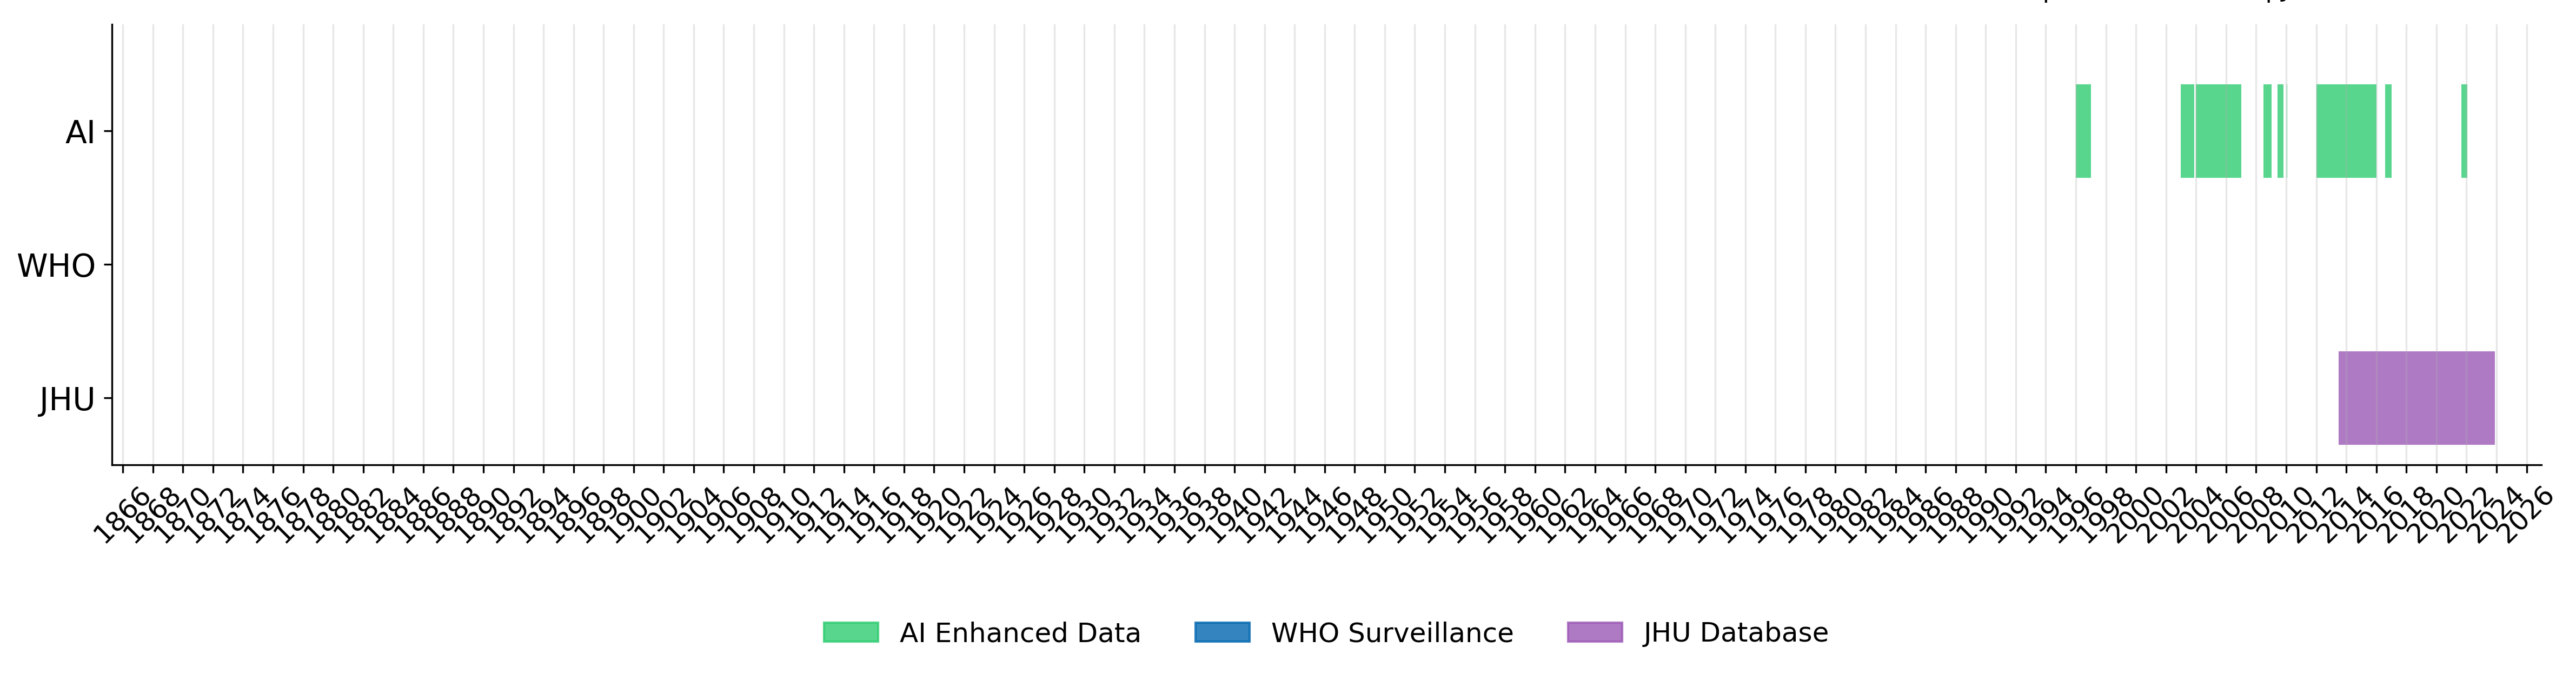 AI
WHO
JHU
1866 1868 1870 1872 1874 1876 1878 1880 1882 1884 1886 1888 1890 1892 1894 1896 1898 1900 1902 1904 1906 1908 1910 1912 1914 1916 1918 1920 1922 1924 1926 1928 1930 1932 1934 1936 1938 1940 1942 1944 1946 1948 1950 1952 1954 1956 1958 1960 1962 1964 1966 1968 1970 1972 1974 1976 1978 1980 1982 1984 1986 1988 1990 1992 1994 1996 1998 2000 2002 2004 2006 2008 2010 2012 2014 2016 2018 2020 2022 2024 2026
AI Enhanced Data WHO Surveillance JHU Database